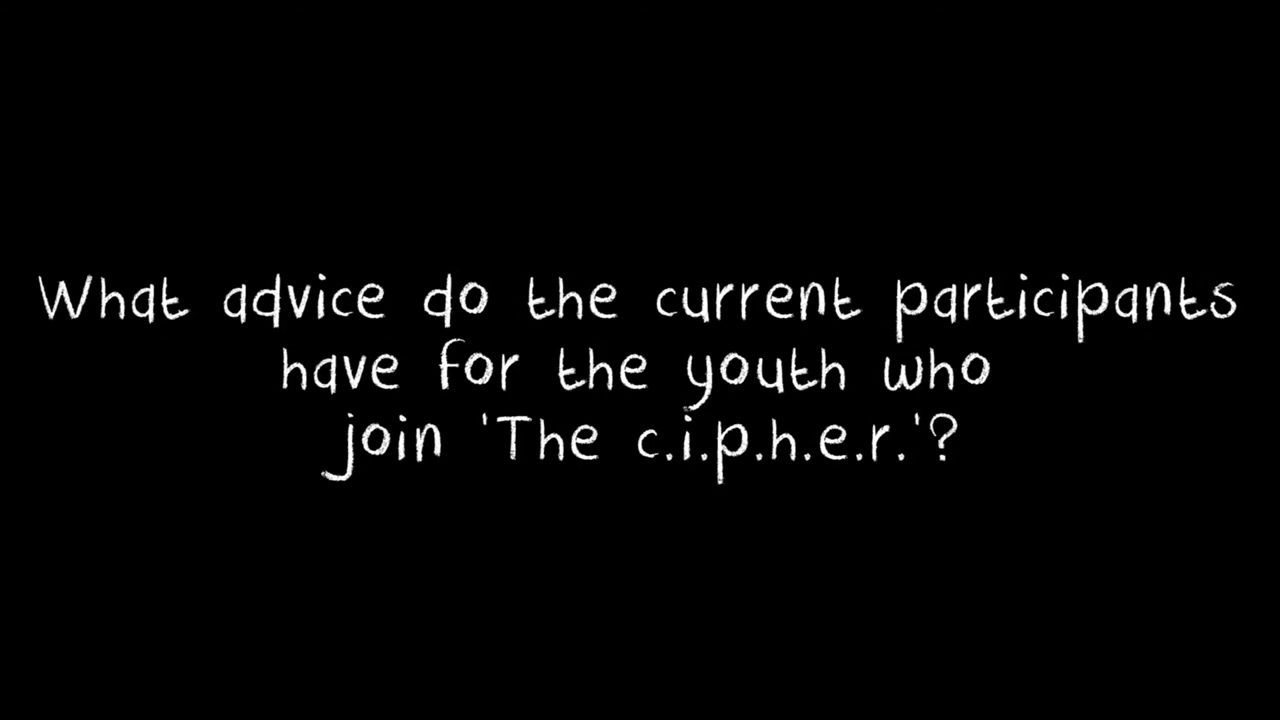 What advice do the current participants
have for the youth who
join 'The c.i.p.h.e.r.'?